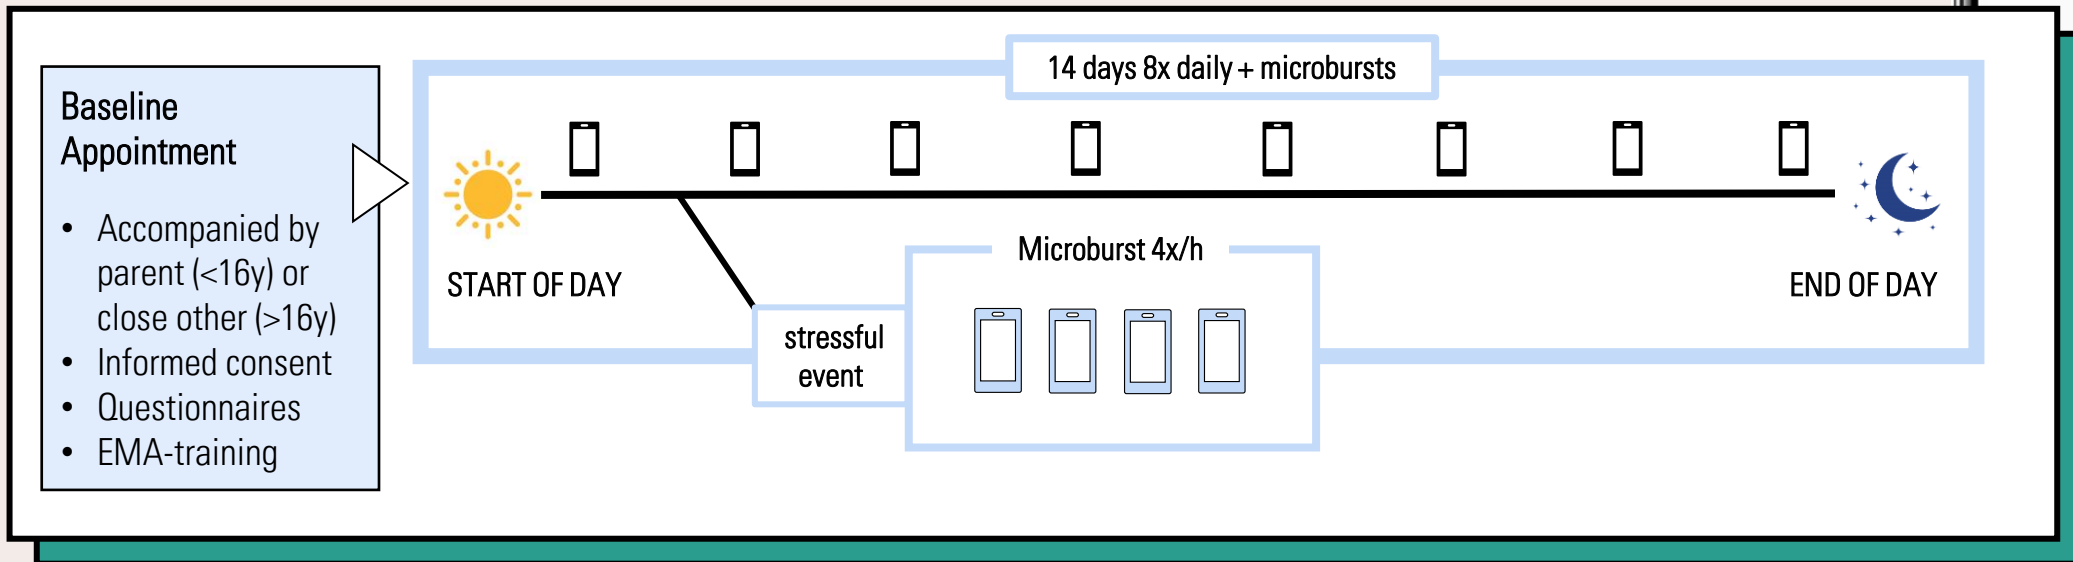 Baseline
Appointment
• Accompanied by
parent (<16y) or
close other (>16y)
• Informed consent
• Questionnaires
• EMA-training
14 days 8x daily + microbursts
START OF DAY
END OF DAY
stressful
event
Microburst 4x/h